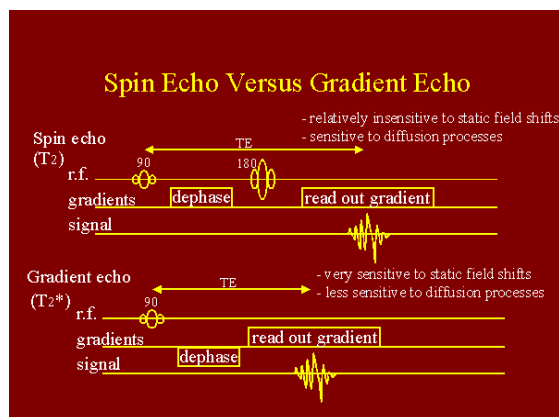 Spin Echo Versus Gradient Echo
- relatively insensitive to static field shifts
- sensitive to diffusion processes
Spin echo
(T2)
TE
90
180
r.f.
gradients
dephase
read out gradient
signal
Gradient echo
(T2*)
- very sensitive to static field shifts
- less sensitive to diffusion processes
TE
90
r.f.
gradients
read out gradient
signal
dephase